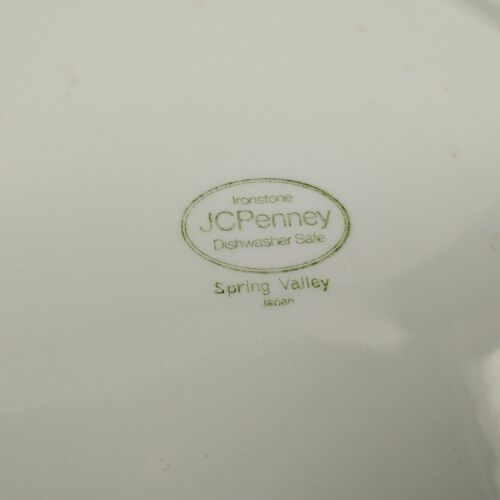 Ironstone
JCPenney
Dishwasher Safe
Spring Valley
Japan